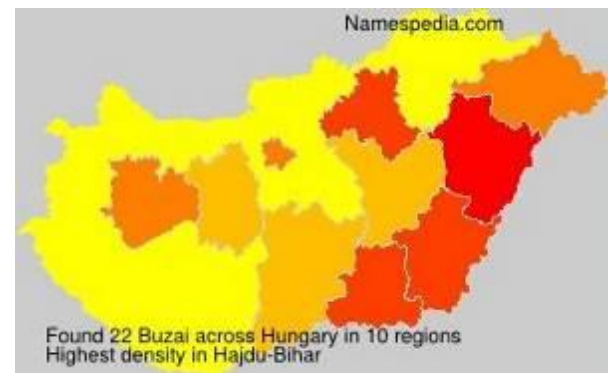 Namespedia.com
Found 22 Buzai across Hungary in 10 regions
Highest density in Hajdu-Bihar